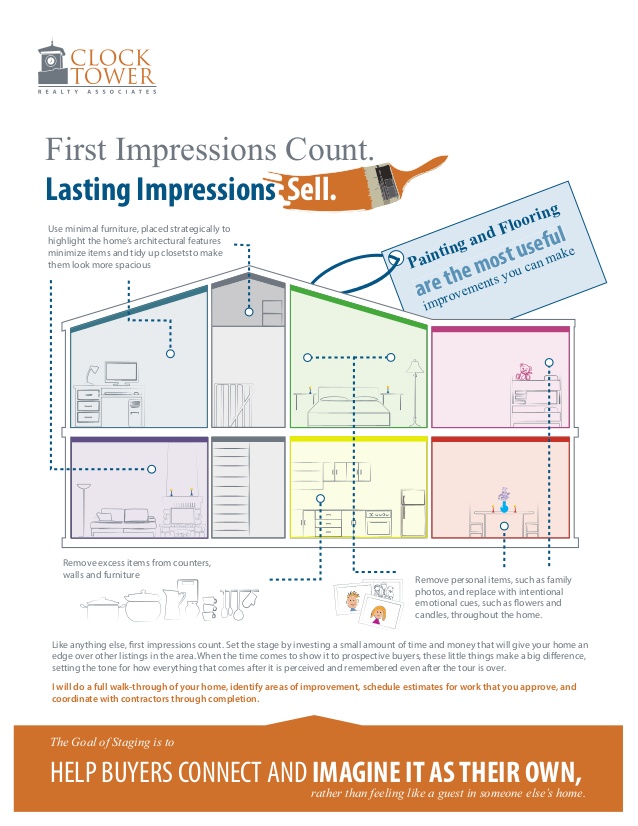 CLOCK
TOWER
REALTY ASSOCIATES
First Impressions Count.
Lasting Impressions Sell.
Use minimal furniture, placed strategically to
highlight the home's architectural features
minimize items and tidy up closetsto make
them look more spacious
Painting and Flooring
are the most useful
improvements you can make
Remove excess items from counters,
walls and furniture
Remove personal items, such as family
photos, and replace with intentional
emotional cues, such as flowers and
candles, throughout the home.
Like anything else, first impressions count. Set the stage by investing a small amount of time and money that will give your home an
edge over other listings in the area. When the time comes to show it to prospective buyers, these little things make a big difference,
setting the tone for how everything that comes after it is perceived and remembered even after the tour is over.
I will do a full walk-through of your home, identify areas of improvement, schedule estimates for work that you approve, and
coordinate with contractors through completion.
The Goal of Staging is to
HELP BUYERS CONNECT AND IMAGINE IT AS THEIR OWN,
rather than feeling like a guest in someone else's home.